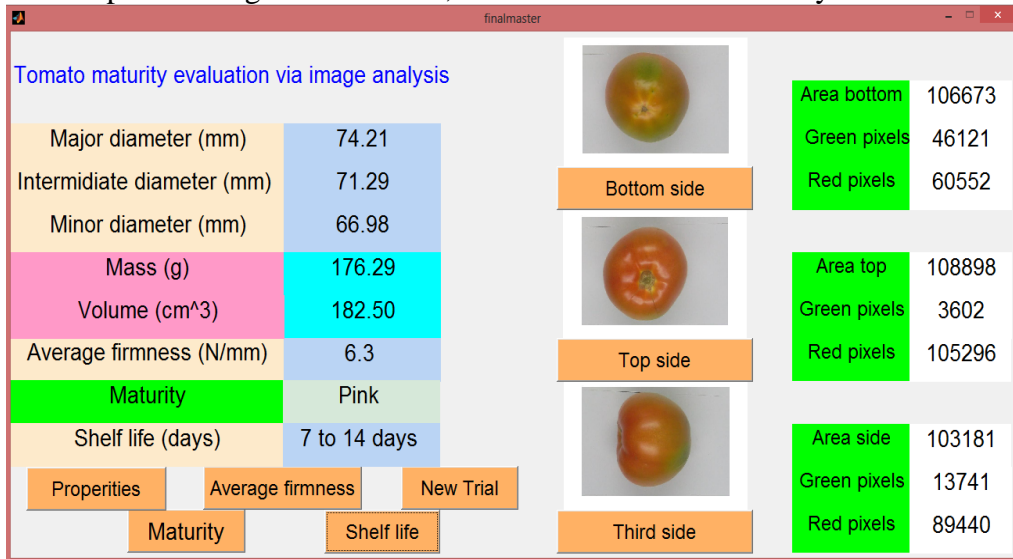 finalmaster
Tomato maturity evaluation via image analysis
Major diameter (mm) 74.21
Intermidiate diameter (mm) 71.29
Minor diameter (mm) 66.98
Mass (g) 176.29
Volume (cm^3) 182.50
Average firmness (N/mm) 6.3
Maturity Pink
Shelf life (days) 7 to 14 days
Properities Average firmness New Trial
Maturity Shelf life
Bottom side
Top side
Third side
Area bottom 106673
Green pixels 46121
Red pixels 60552
Area top 108898
Green pixels 3602
Red pixels 105296
Area side 103181
Green pixels 13741
Red pixels 89440